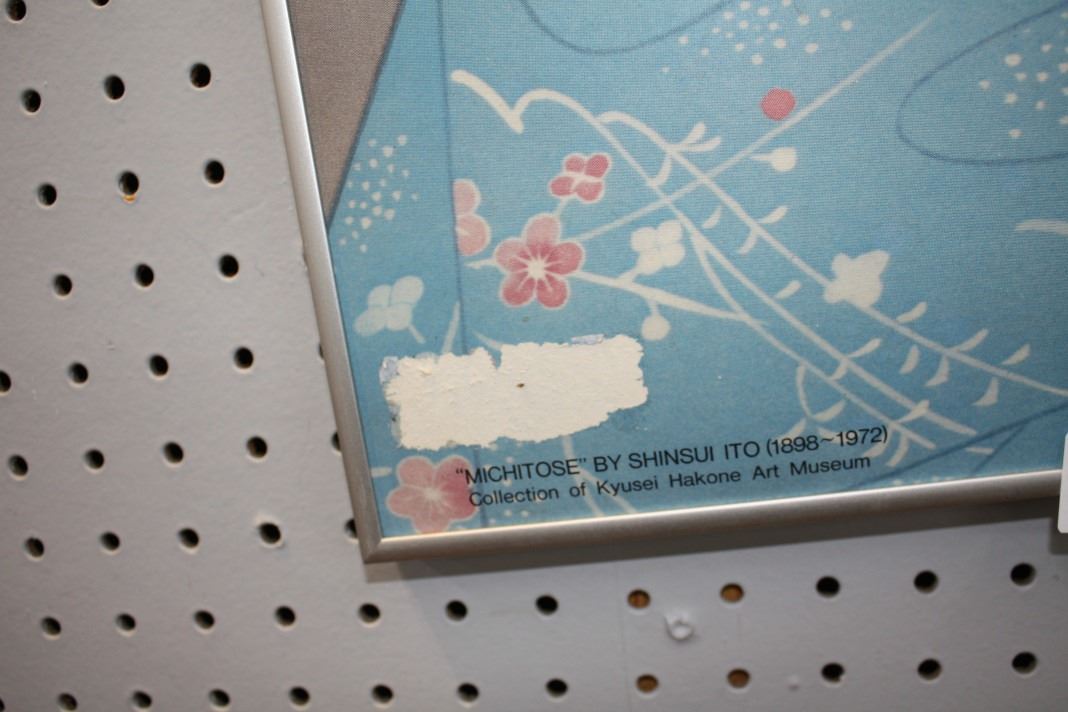 "MICHITOSE" BY SHINSUI ITO (1898~1972)
Collection of Kyusei Hakone Art Museum